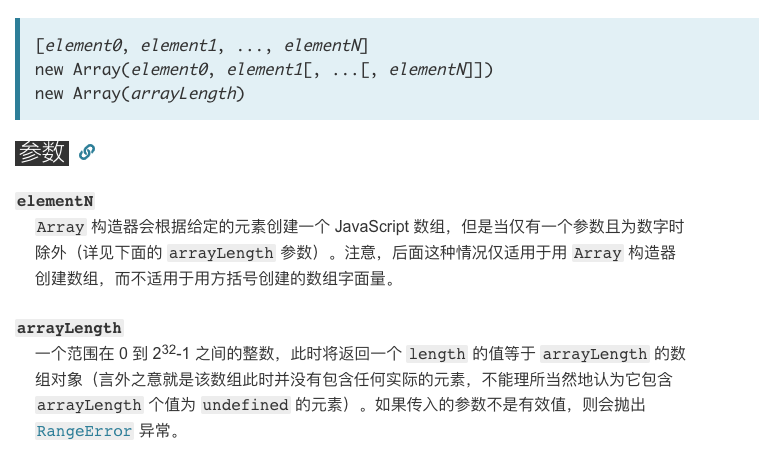 [element0, element1, ..., elementN]
new Array(element0, element1[, ...[, elementN]])
new Array(arrayLength)
参数
elementN
Array 构造器会根据给定的元素创建一个 JavaScript 数组，但是当仅有一个参数且为数字时
除外（详见下面的 arrayLength 参数）。注意，后面这种情况仅适用于用 Array 构造器
创建数组，而不适用于用方括号创建的数组字面量。
arrayLength
一个范围在 0 到 2³²-1 之间的整数，此时将返回一个 length 的值等于 arrayLength 的数
组对象（言外之意就是该数组此时并没有包含任何实际的元素，不能理所当然地认为它包含
arrayLength 个值为 undefined 的元素）。如果传入的参数不是有效值，则会抛出
RangeError 异常。